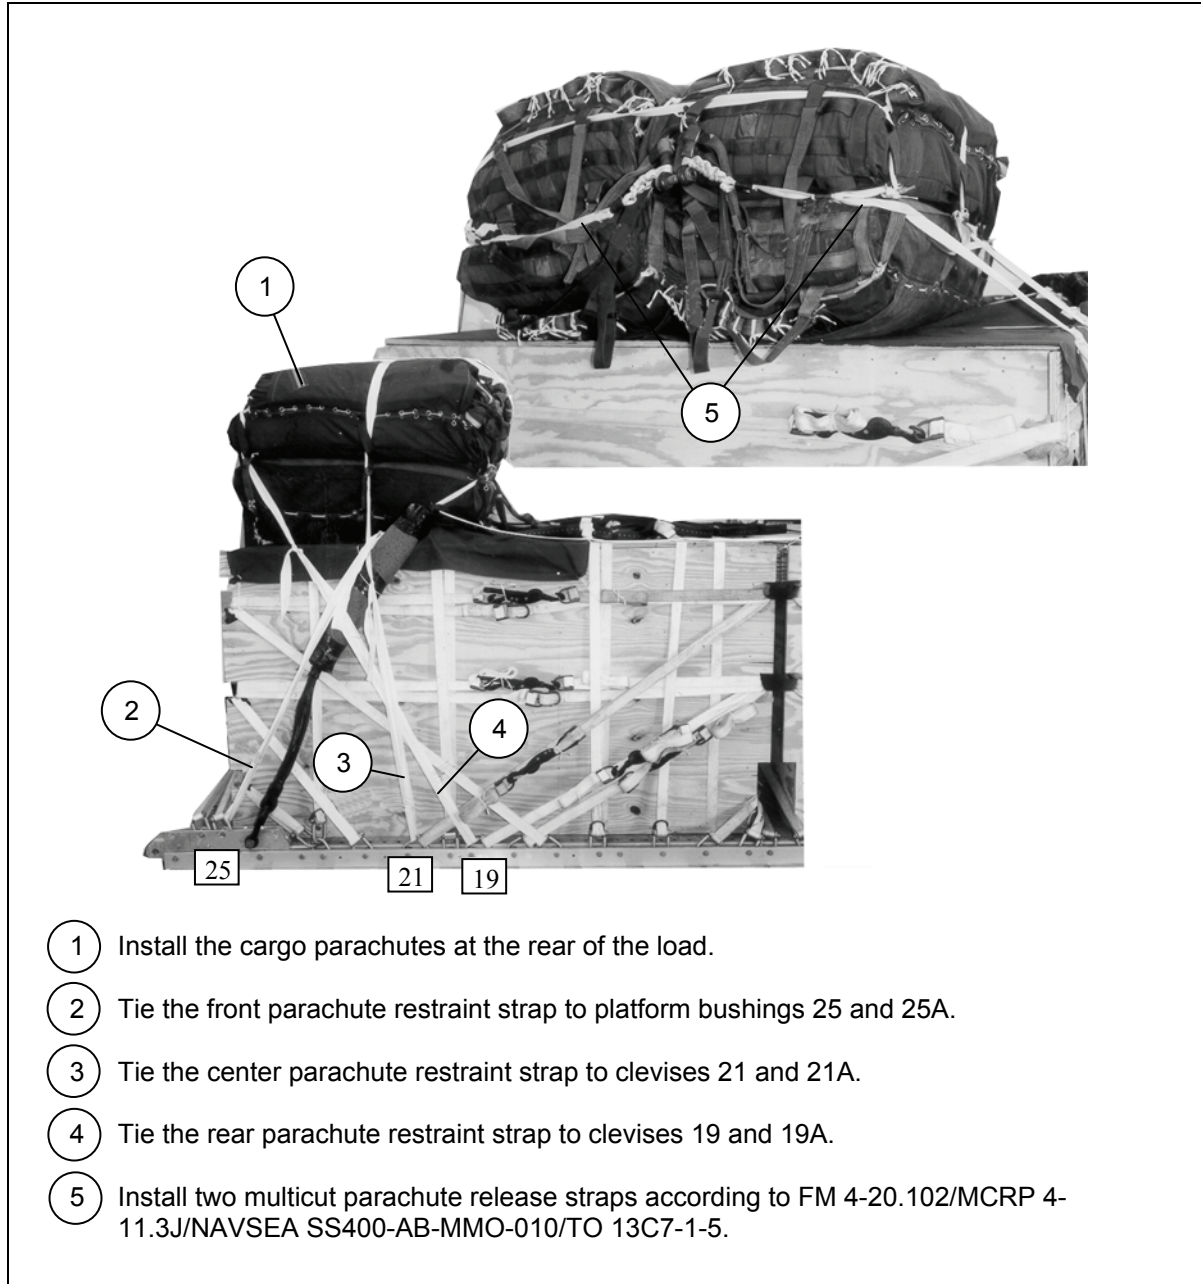 1
5
2
3
4
25
21
19
1 Install the cargo parachutes at the rear of the load.
2 Tie the front parachute restraint strap to platform bushings 25 and 25A.
3 Tie the center parachute restraint strap to clevises 21 and 21A.
4 Tie the rear parachute restraint strap to clevises 19 and 19A.
5 Install two multicut parachute release straps according to FM 4-20.102/MCRP 4-
11.3J/NAVSEA SS400-AB-MMO-010/TO 13C7-1-5.